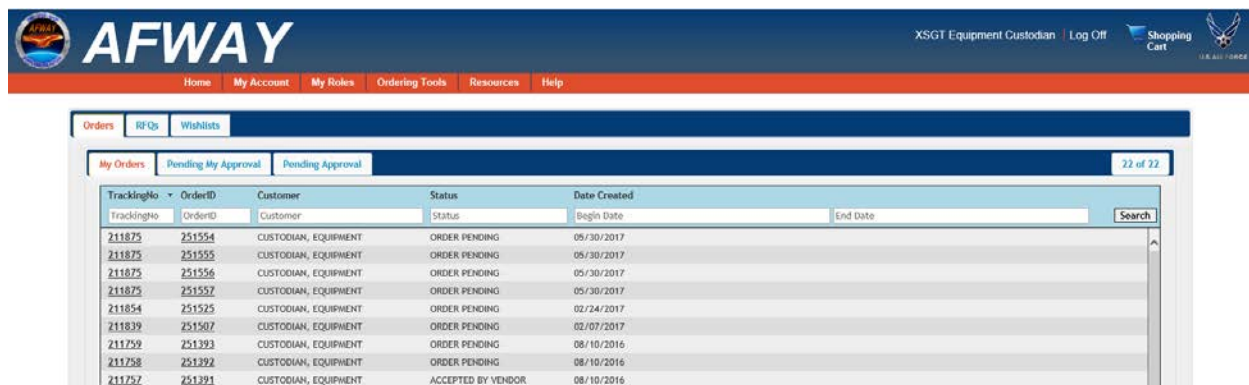 AFWAY
AFWAY
XSGT Equipment Custodian | Log Off
Shopping Cart
U.S. AIR FORCE
Home My Account My Roles Ordering Tools Resources Help
Orders RFQs Wishlists
My Orders Pending My Approval Pending Approval 22 of 22
TrackingNo OrderID Customer Status Date Created
TrackingNo OrderID Customer Status Begin Date End Date Search
211875 251554 CUSTODIAN, EQUIPMENT ORDER PENDING 05/30/2017
211875 251555 CUSTODIAN, EQUIPMENT ORDER PENDING 05/30/2017
211875 251556 CUSTODIAN, EQUIPMENT ORDER PENDING 05/30/2017
211875 251557 CUSTODIAN, EQUIPMENT ORDER PENDING 05/30/2017
211854 251525 CUSTODIAN, EQUIPMENT ORDER PENDING 02/24/2017
211839 251507 CUSTODIAN, EQUIPMENT ORDER PENDING 02/07/2017
211759 251393 CUSTODIAN, EQUIPMENT ORDER PENDING 08/10/2016
211758 251392 CUSTODIAN, EQUIPMENT ORDER PENDING 08/10/2016
211757 251391 CUSTODIAN, EQUIPMENT ACCEPTED BY VENDOR 08/10/2016